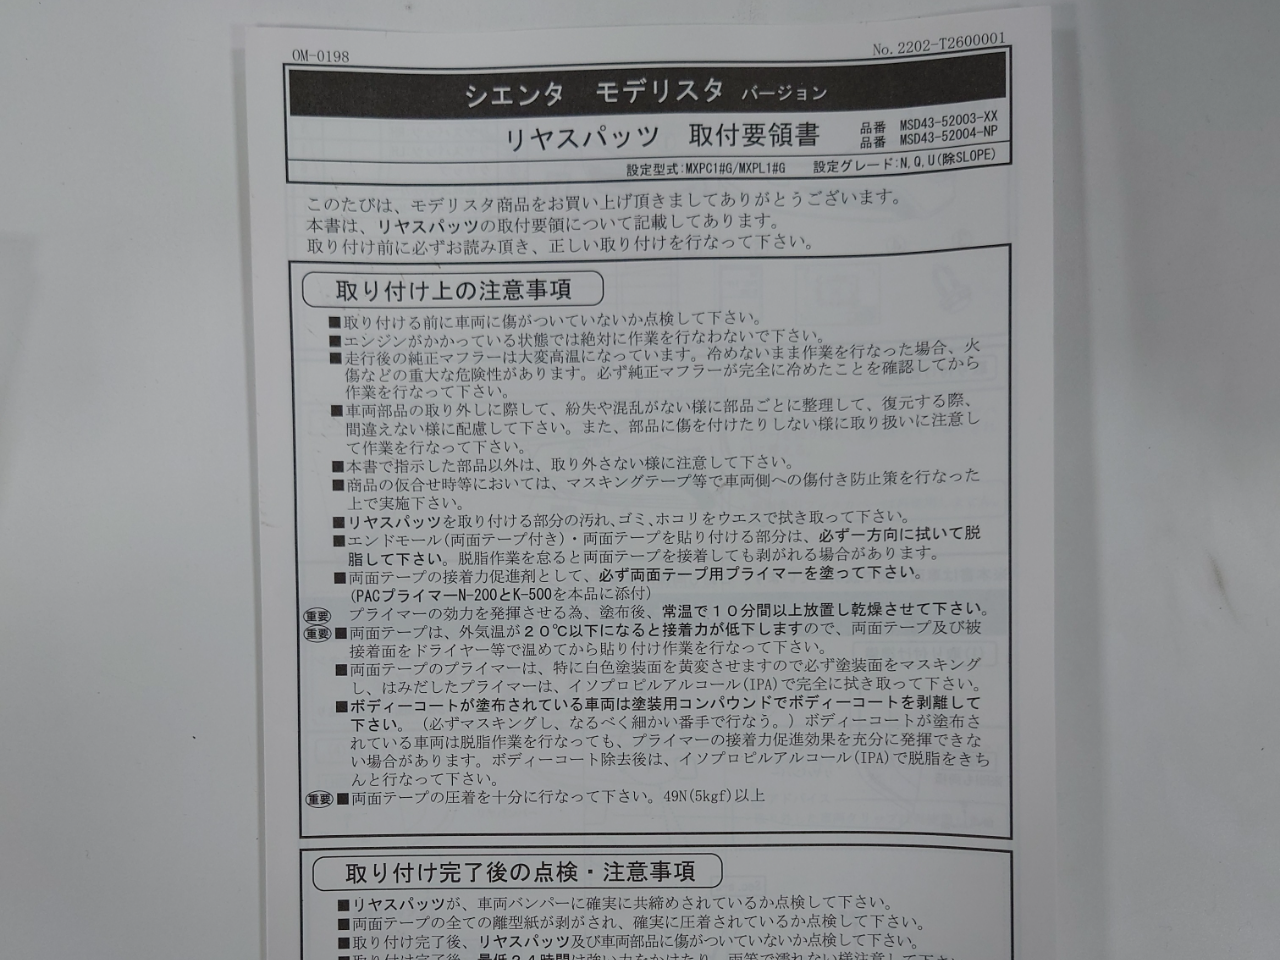 OM-0198
No.2202-T2600001
シエンタ モデリスタ バージョン
リヤスパッツ 取付要領書
品番 MSD43-52003-XX
品番 MSD43-52004-NP
設定型式:MXPC1#G/MXPL1#G 設定グレード:N,Q,U(除SLOPE)
このたびは、モデリスタ商品をお買い上げ頂きましてありがとうございます。
本書は、リヤスパッツの取付要領について記載してあります。
取り付け前に必ずお読み頂き、正しい取り付けを行なって下さい。
取り付け上の注意事項
■取り付ける前に車両に傷がついていないか点検して下さい。
■エンジンがかかっている状態では絶対に作業を行なわないで下さい。
■走行後の純正マフラーは大変高温になっています。冷めないまま作業を行なった場合、火
傷などの重大な危険性があります。必ず純正マフラーが完全に冷めたことを確認してから
作業を行なって下さい。
■車両部品の取り外しに際して、紛失や混乱がない様に部品ごとに整理して、復元する際、
間違えない様に配慮して下さい。また、部品に傷を付けたりしない様に取り扱いに注意し
て作業を行なって下さい。
■本書で指示した部品以外は、取り外さない様に注意して下さい。
■商品の仮合せ時等においては、マスキングテープ等で車両側への傷付き防止策を行なった
上で実施下さい。
■リヤスパッツを取り付ける部分の汚れ、ゴミ、ホコリをウエスで拭き取って下さい。
■エンドモール(両面テープ付き)・両面テープを貼り付ける部分は、必ず一方向に拭いて脱
脂して下さい。脱脂作業を怠ると両面テープを接着しても剥がれる場合があります。
■両面テープの接着力促進剤として、必ず両面テープ用プライマーを塗って下さい。
(PACプライマーN-200とK-500を本品に添付)
重要 プライマーの効力を発揮させる為、塗布後、常温で10分間以上放置し乾燥させて下さい。
重要 ■両面テープは、外気温が20℃以下になると接着力が低下しますので、両面テープ及び被
接着面をドライヤー等で温めてから貼り付け作業を行なって下さい。
■両面テープのプライマーは、特に白色塗装面を黄変させますので必ず塗装面をマスキング
し、はみだしたプライマーは、イソプロピルアルコール(IPA)で完全に拭き取って下さい。
■ボディーコートが塗布されている車両は塗装用コンパウンドでボディーコートを剥離して
下さい。（必ずマスキングし、なるべく細かい番手で行なう。）ボディーコートが塗布さ
れている車両は脱脂作業を行なっても、プライマーの接着力促進効果を充分に発揮できな
い場合があります。ボディーコート除去後は、イソプロピルアルコール(IPA)で脱脂をきち
んと行なって下さい。
重要 ■両面テープの圧着を十分に行なって下さい。49N(5kgf)以上
取り付け完了後の点検・注意事項
■リヤスパッツが、車両バンパーに確実に共締めされているか点検して下さい。
■両面テープの全ての離型紙が剥がされ、確実に圧着されているか点検して下さい。
■取り付け完了後、リヤスパッツ及び車両部品に傷がついていないか点検して下さい。
■取り付け完了後、最低24時間は強い力をかけたり、雨等で濡れない様注意して下さい。